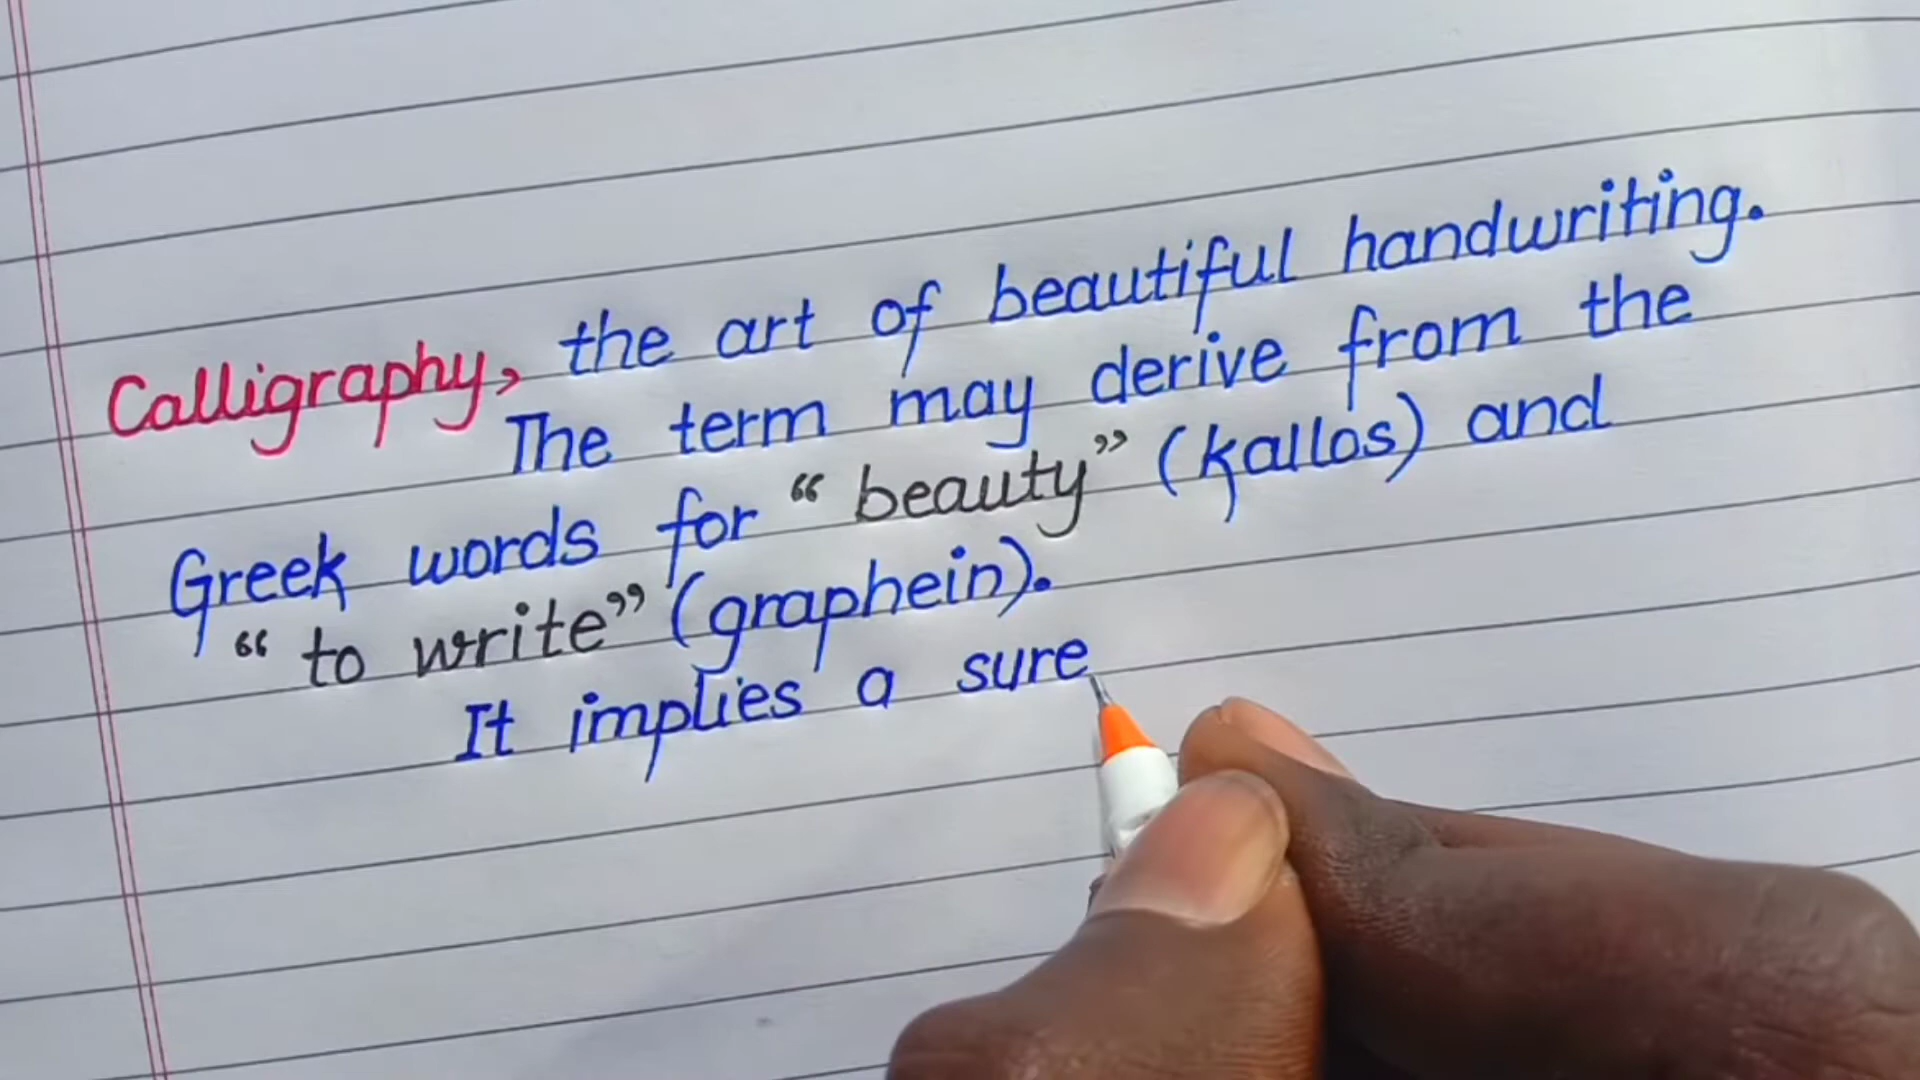 Calligraphy, the art of beautiful handwriting.
The term may derive from the
Greek words for “beauty” (kallos) and
“to write” (graphein).
It implies a sure